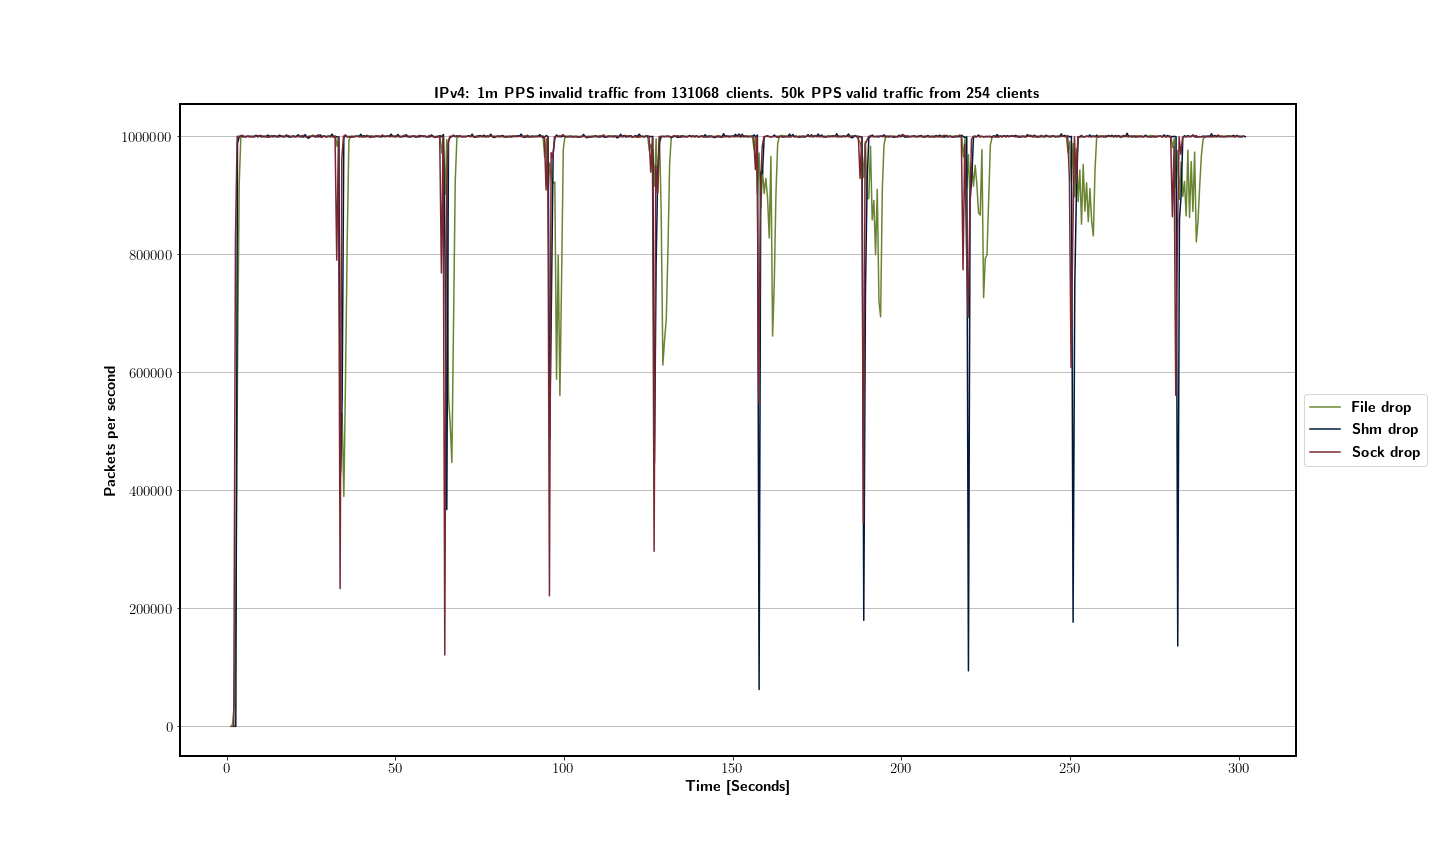 IPv4: 1m PPS invalid traffic from 131068 clients. 50k PPS valid traffic from 254 clients
1000000
800000
600000
400000
200000
0
Packets per second
0 50 100 150 200 250 300
Time [Seconds]
File drop
Shm drop
Sock drop